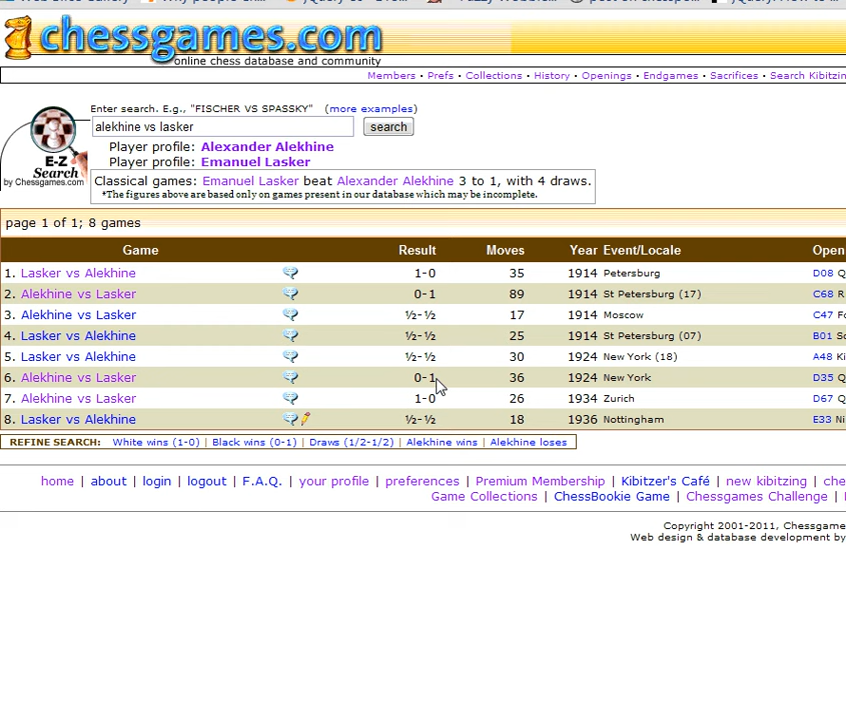 chessgames.com
online chess database and community
Members • Prefs • Collections • History • Openings • Endgames • Sacrifices • Search Kibitzin
Enter search. E.g., "FISCHER VS SPASSKY" (more examples)
alekhine vs lasker search
Player profile: Alexander Alekhine
Player profile: Emanuel Lasker
E-Z
Search
by Chessgames.com
Classical games: Emanuel Lasker beat Alexander Alekhine 3 to 1, with 4 draws.
*The figures above are based only on games present in our database which may be incomplete.
page 1 of 1; 8 games
Game Result Moves Year Event/Locale Open
1. Lasker vs Alekhine 1-0 35 1914 Petersburg D08 Q
2. Alekhine vs Lasker 0-1 89 1914 St Petersburg (17) C68 R
3. Alekhine vs Lasker ½-½ 17 1914 Moscow C47 Fo
4. Lasker vs Alekhine ½-½ 25 1914 St Petersburg (07) B01 S
5. Lasker vs Alekhine ½-½ 30 1924 New York (18) A48 Ki
6. Alekhine vs Lasker 0-1 36 1924 New York D35 Q
7. Alekhine vs Lasker 1-0 26 1934 Zurich D67 Q
8. Lasker vs Alekhine ½-½ 18 1936 Nottingham E33 Ni
REFINE SEARCH: White wins (1-0) | Black wins (0-1) | Draws (1/2-1/2) | Alekhine wins | Alekhine loses
home | about | login | logout | F.A.Q. | your profile | preferences | Premium Membership | Kibitzer's Café | new kibitzing | che
Game Collections | ChessBookie Game | Chessgames Challenge |
Copyright 2001-2011, Chessgame
Web design & database development by